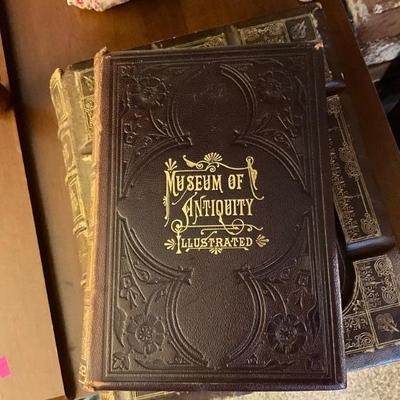 MUSEUM OF
ANTIQUITY
ILLUSTRATED